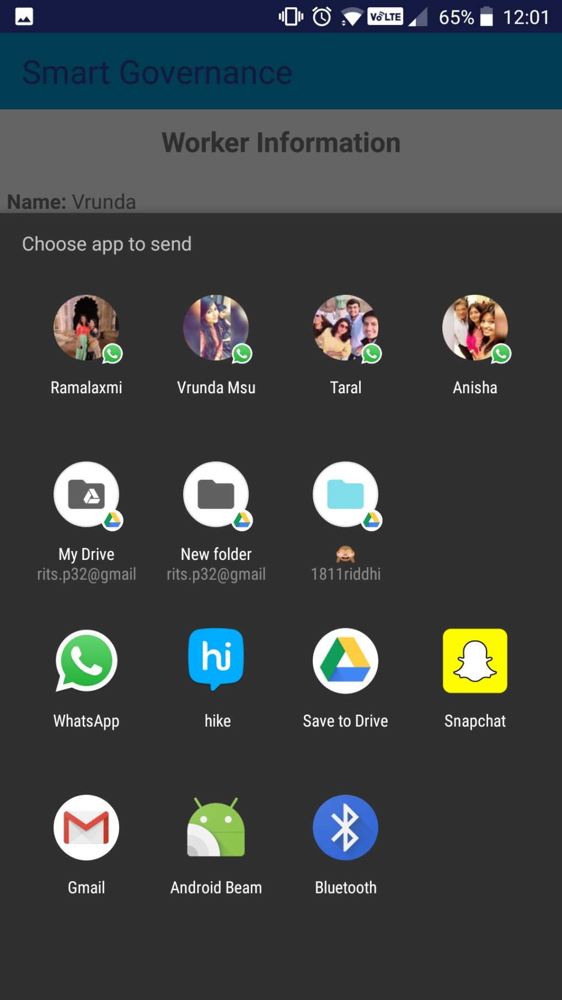 VoLTE 65% 12:01
Smart Governance
Worker Information
Name: Vrunda
Choose app to send
Ramalaxmi Vrunda Msu Taral Anisha
My Drive New folder 🙈
rits.p32@gmail rits.p32@gmail 1811riddhi
hi
WhatsApp hike Save to Drive Snapchat
Gmail Android Beam Bluetooth